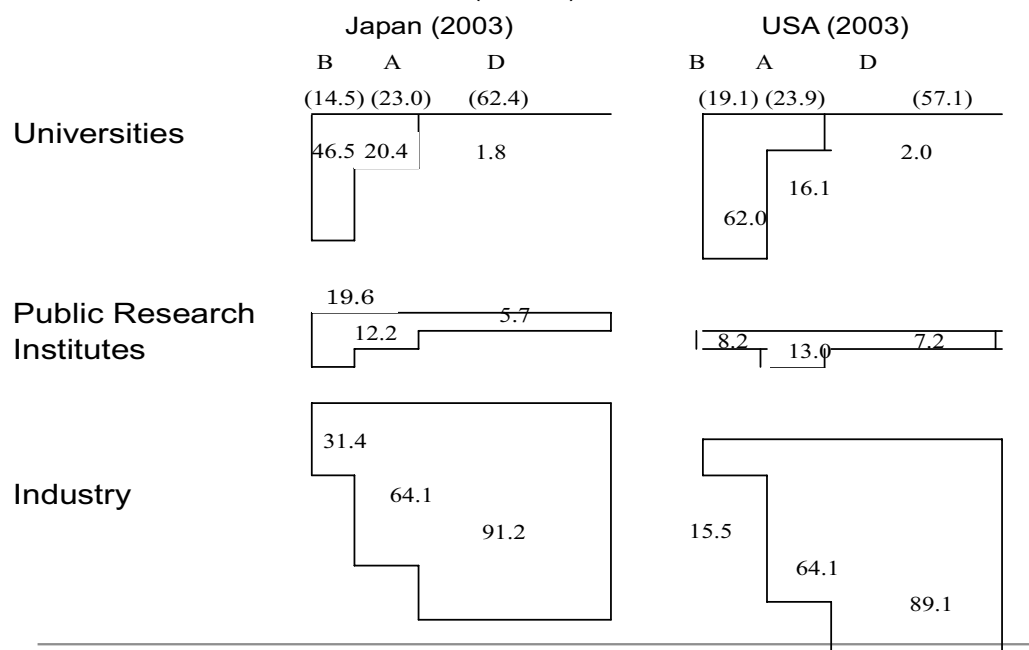 Japan (2003) USA (2003)
B A D B A D
(14.5) (23.0) (62.4) (19.1) (23.9) (57.1)
Universities
46.5 20.4 1.8 2.0
16.1
62.0
19.6
Public Research 5.7
12.2 8.2 13.0 7.2
Institutes
31.4
Industry 64.1
91.2 15.5
64.1
89.1